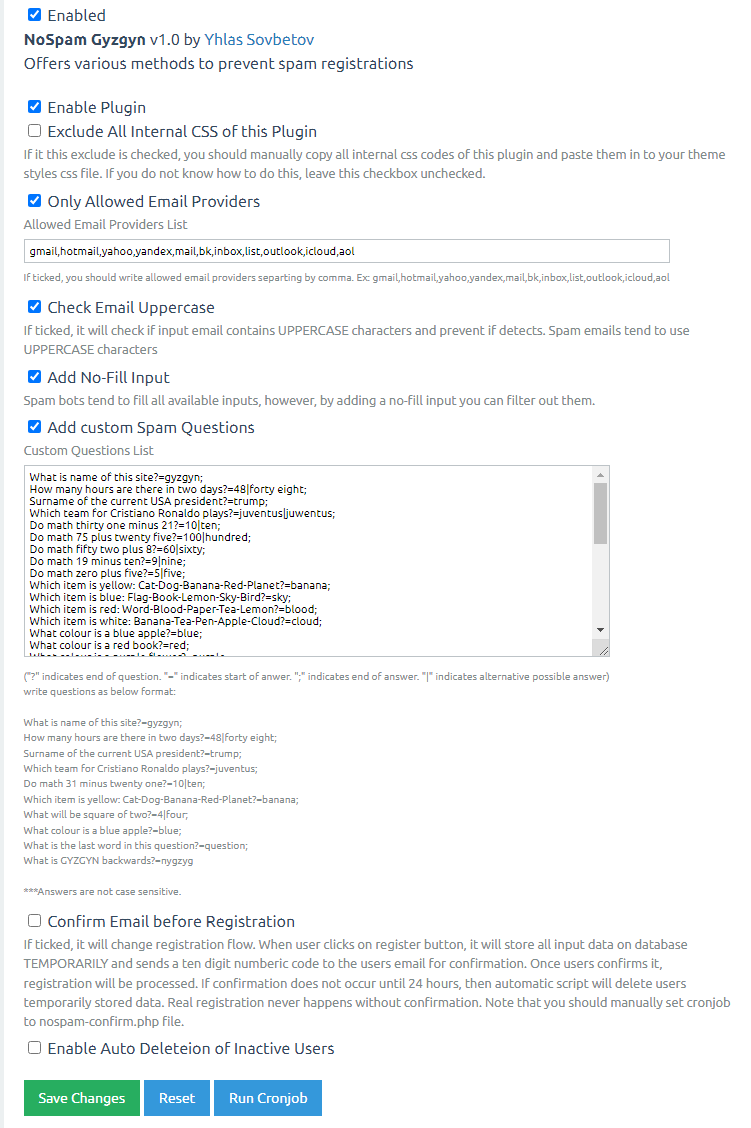 Enabled
NoSpam Gyzgyn v1.0 by Yhlas Sovbetov
Offers various methods to prevent spam registrations
Enable Plugin
Exclude All Internal CSS of this Plugin
If it this exclude is checked, you should manually copy all internal css codes of this plugin and paste them in to your theme
styles css file. If you do not know how to do this, leave this checkbox unchecked.
Only Allowed Email Providers
Allowed Email Providers List
gmail,hotmail,yahoo,yandex,mail,bk,inbox,list,outlook,icloud,aol
If ticked, you should write allowed email providers separting by comma. Ex: gmail,hotmail,yahoo,yandex,mail,bk,inbox,list,outlook,icloud,aol
Check Email Uppercase
If ticked, it will check if input email contains UPPERCASE characters and prevent if detects. Spam emails tend to use
UPPERCASE characters
Add No-Fill Input
Spam bots tend to fill all available inputs, however, by adding a no-fill input you can filter out them.
Add custom Spam Questions
Custom Questions List
What is name of this site?=gyzgyn;
How many hours are there in two days?=48|forty eight;
Surname of the current USA president?=trump;
Which team for Cristiano Ronaldo plays?=juventus|juwentus;
Do math thirty one minus 21?=10|ten;
Do math 75 plus twenty five?=100|hundred;
Do math fifty two plus 8?=60|sixty;
Do math 19 minus ten?=9|nine;
Do math zero plus five?=5|five;
Which item is yellow: Cat-Dog-Banana-Red-Planet?=banana;
Which item is blue: Flag-Book-Lemon-Sky-Bird?=sky;
Which item is red: Word-Blood-Paper-Tea-Lemon?=blood;
Which item is white: Banana-Tea-Pen-Apple-Cloud?=cloud;
What colour is a blue apple?=blue;
What colour is a red book?=red;
What colour is a purple flower?=purple
("?" indicates end of question. "=" indicates start of anwer. ";" indicates end of answer. "|" indicates alternative possible answer)
write questions as below format:
What is name of this site?=gyzgyn;
How many hours are there in two days?=48|forty eight;
Surname of the current USA president?=trump;
Which team for Cristiano Ronaldo plays?=juventus;
Do math 31 minus twenty one?=10|ten;
Which item is yellow: Cat-Dog-Banana-Red-Planet?=banana;
What will be square of two?=4|four;
What colour is a blue apple?=blue;
What is the last word in this question?=question;
What is GYZGYN backwards?=nygzyg
***Answers are not case sensitive.
Confirm Email before Registration
If ticked, it will change registration flow. When user clicks on register button, it will store all input data on database
TEMPORARILY and sends a ten digit numberic code to the users email for confirmation. Once users confirms it,
registration will be processed. If confirmation does not occur until 24 hours, then automatic script will delete users
temporarily stored data. Real registration never happens without confirmation. Note that you should manually set cronjob
to nospam-confirm.php file.
Enable Auto Deleteion of Inactive Users
Save Changes Reset Run Cronjob